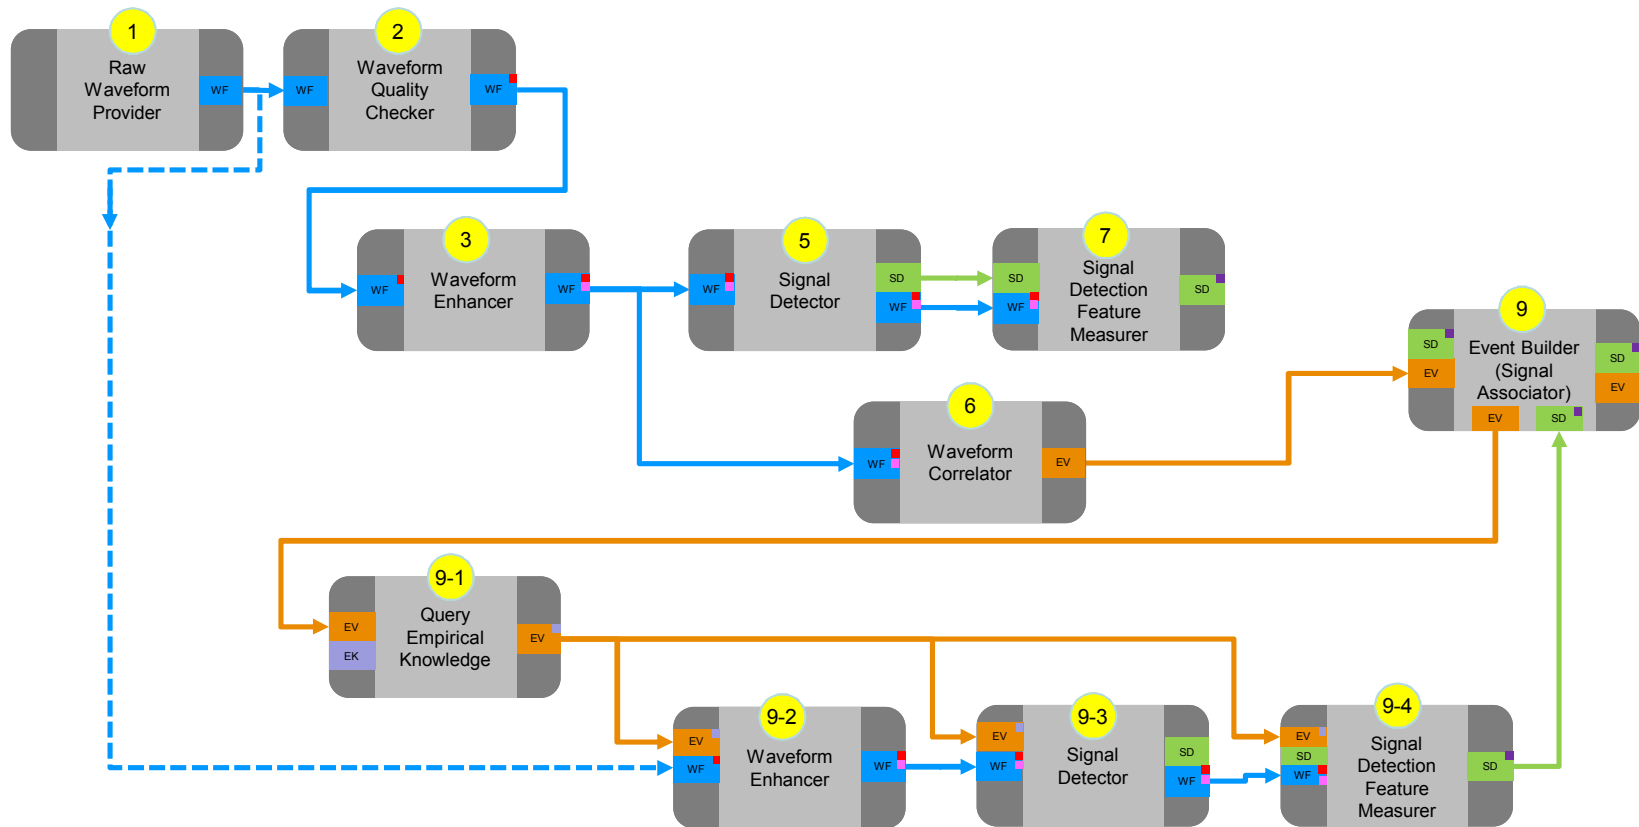 1
Raw
Waveform
Provider
WF
2
Waveform
Quality
Checker
WF
WF
3
Waveform
Enhancer
WF
WF
5
Signal
Detector
WF
SD
WF
7
Signal
Detection
Feature
Measurer
SD
WF
SD
6
Waveform
Correlator
WF
EV
9
Event Builder
(Signal
Associator)
SD
EV
SD
EV
EV
SD
9-1
Query
Empirical
Knowledge
EV
EK
EV
9-2
Waveform
Enhancer
EV
WF
WF
9-3
Signal
Detector
EV
WF
SD
WF
9-4
Signal
Detection
Feature
Measurer
EV
SD
WF
SD